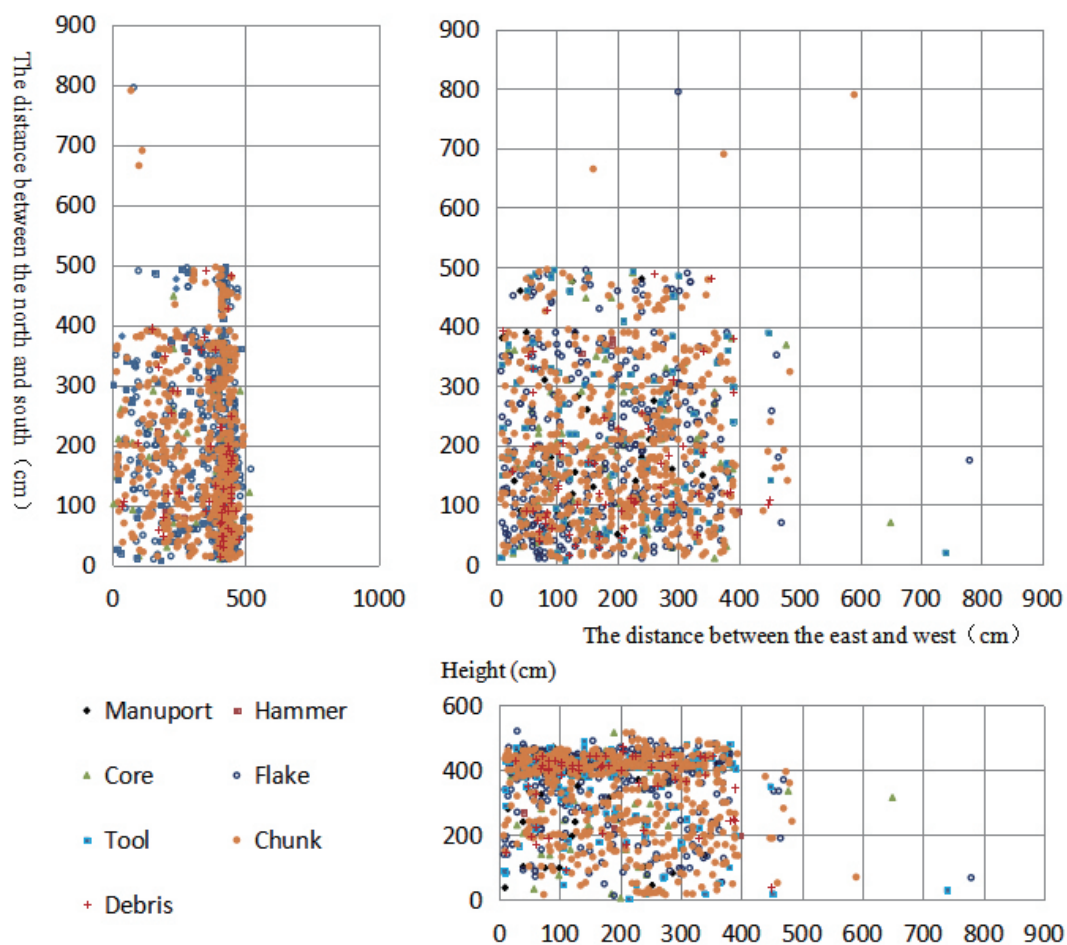 900
800
700
600
500
400
300
200
100
0
The distance between the north and south（cm）
0 500 1000
900
800
700
600
500
400
300
200
100
0
0 100 200 300 400 500 600 700 800 900
The distance between the east and west（cm）
Height (cm)
600
400
200
0
0 100 200 300 400 500 600 700 800 900
Manuport Hammer
Core Flake
Tool Chunk
Debris